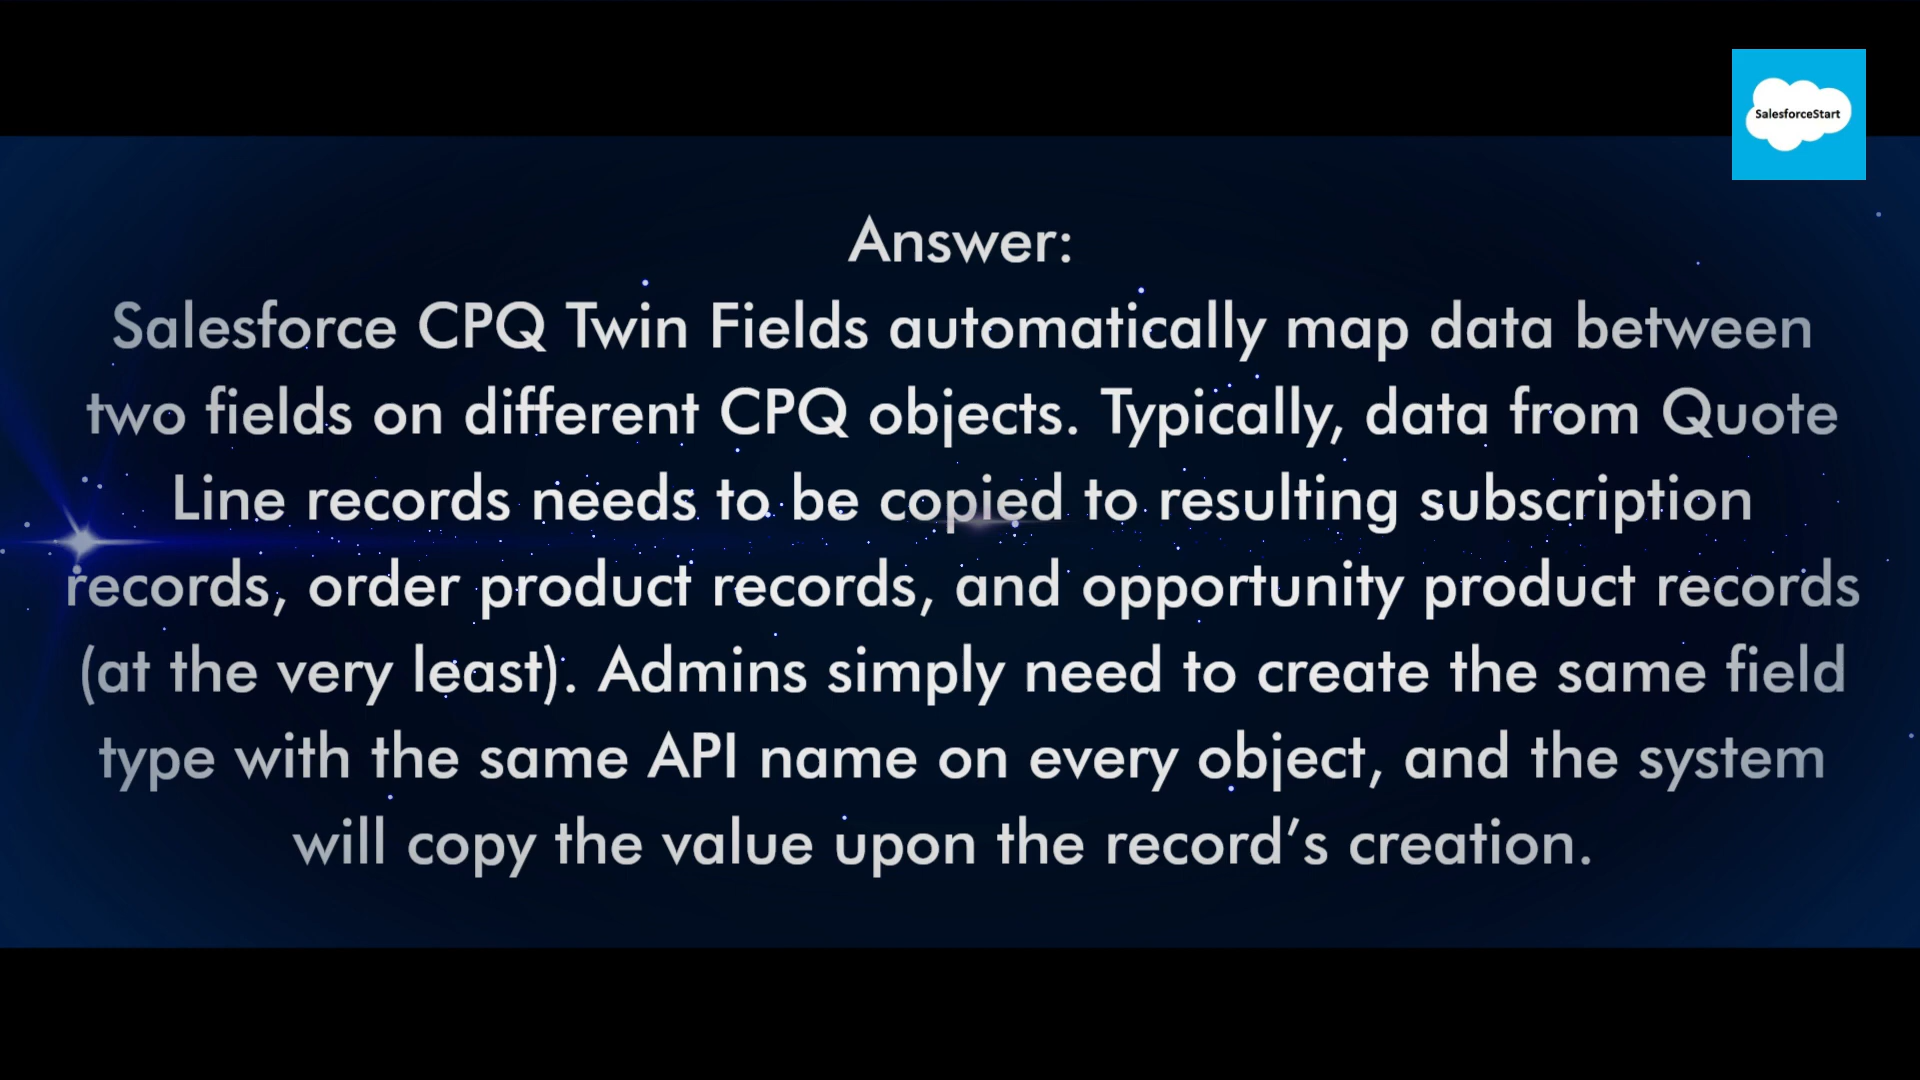 SalesforceStart
Answer:
Salesforce CPQ Twin Fields automatically map data between
two fields on different CPQ objects. Typically, data from Quote
Line records needs to be copied to resulting subscription
records, order product records, and opportunity product records
(at the very least). Admins simply need to create the same field
type with the same API name on every object, and the system
will copy the value upon the record’s creation.